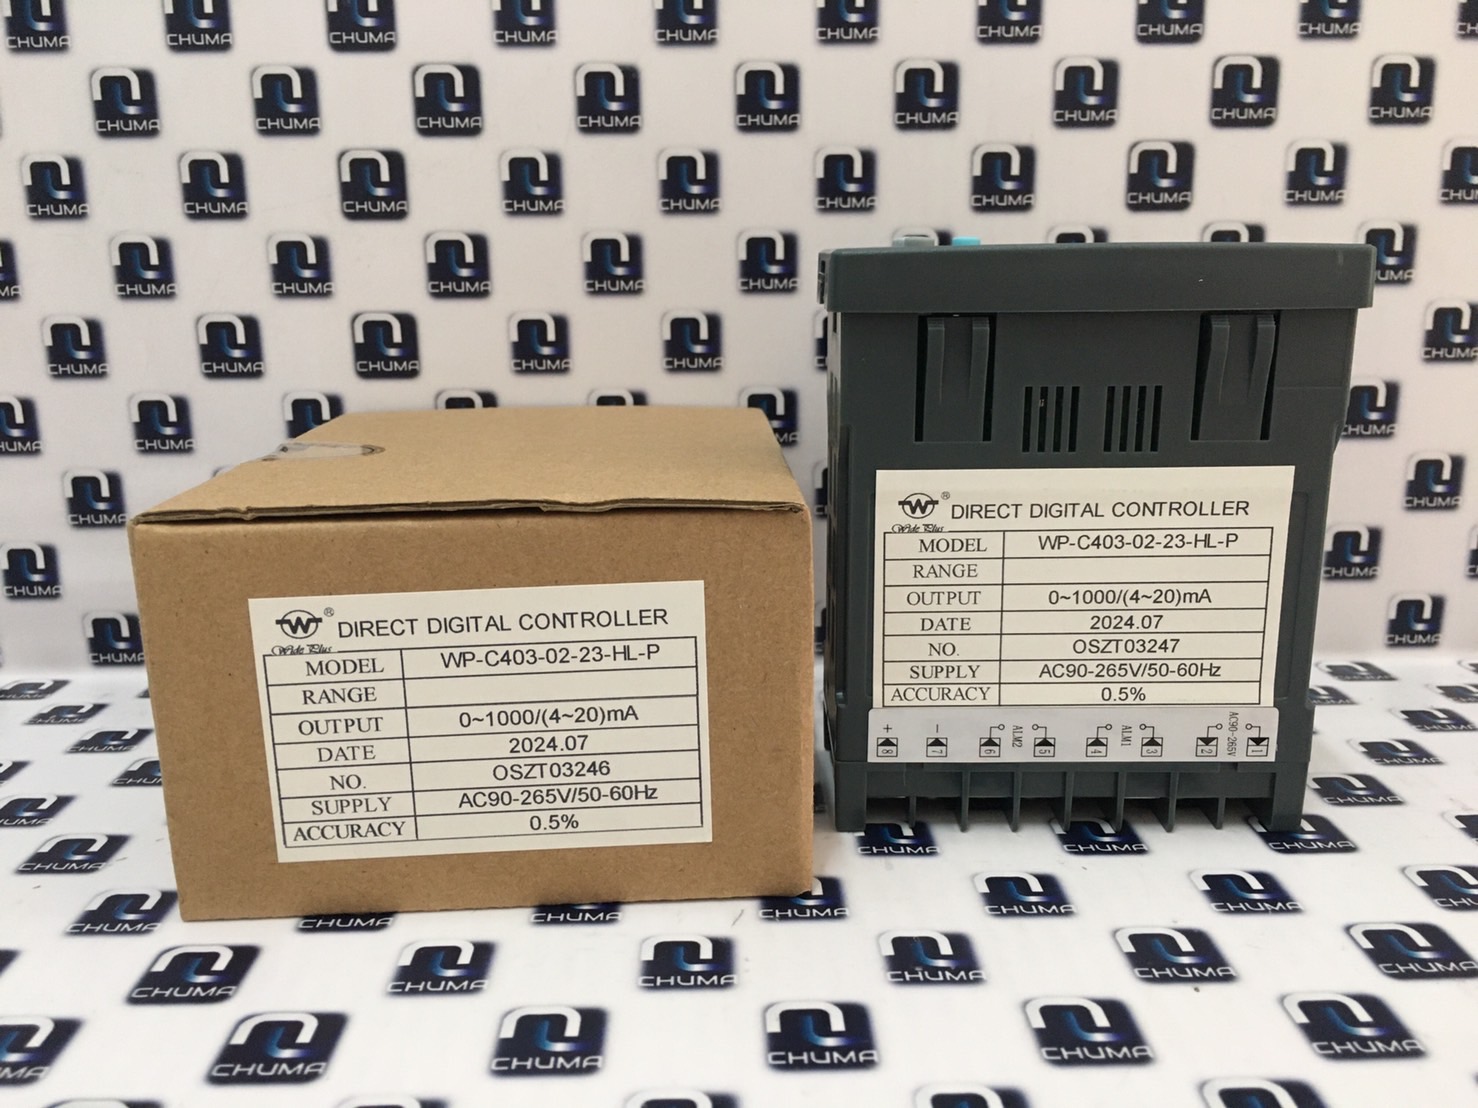 W ®
Wide Plus
DIRECT DIGITAL CONTROLLER
MODEL WP-C403-02-23-HL-P
RANGE
OUTPUT 0~1000/(4~20)mA
DATE 2024.07
NO. OSZT03246
SUPPLY AC90-265V/50-60Hz
ACCURACY 0.5%
W ®
Wide Plus
DIRECT DIGITAL CONTROLLER
MODEL WP-C403-02-23-HL-P
RANGE
OUTPUT 0~1000/(4~20)mA
DATE 2024.07
NO. OSZT03247
SUPPLY AC90-265V/50-60Hz
ACCURACY 0.5%
+ - ALM2 ALM1 AC90-265V
8 7 6 5 4 3 2 1
CHUMA